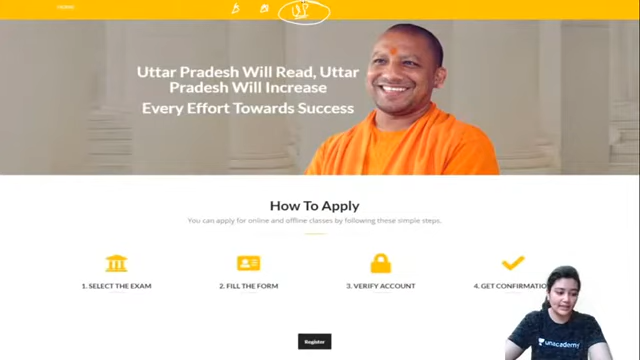 Home
UP
Uttar Pradesh Will Read, Uttar
Pradesh Will Increase
Every Effort Towards Success
How To Apply
You can apply for online and offline classes by following these simple steps.
1. SELECT THE EXAM
2. FILL THE FORM
3. VERIFY ACCOUNT
4. GET CONFIRMATIO
Register
unacademy